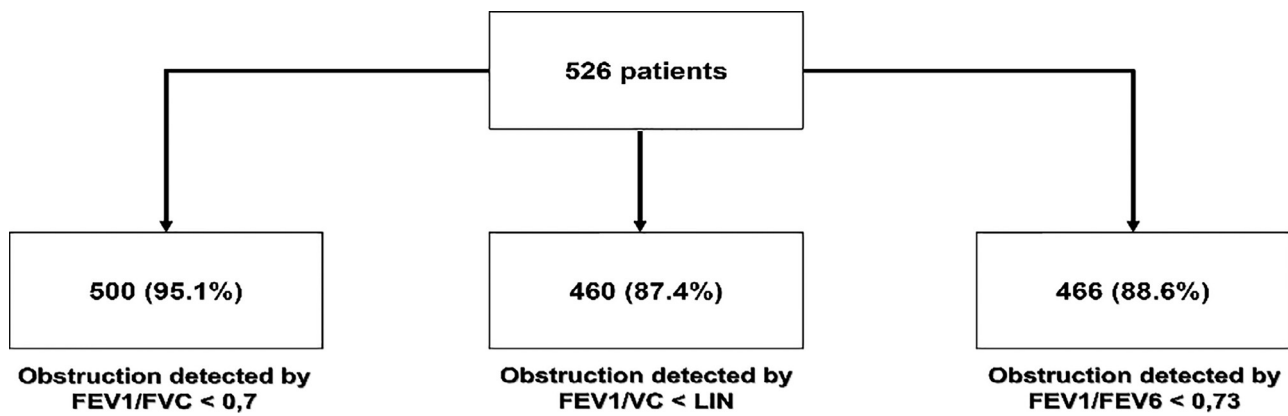 526 patients
500 (95.1%)
460 (87.4%)
466 (88.6%)
Obstruction detected by
FEV1/FVC < 0,7
Obstruction detected by
FEV1/VC < LIN
Obstruction detected by
FEV1/FEV6 < 0,73